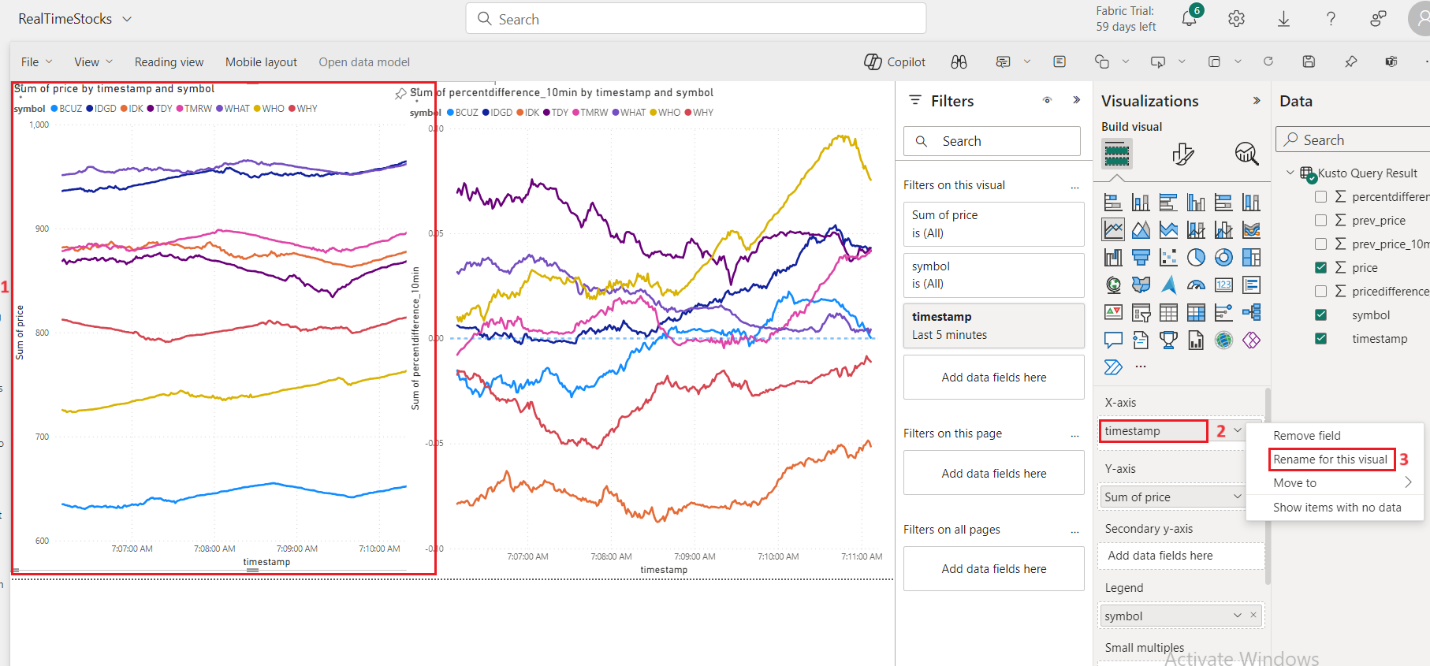 RealTimeStocks
Search
Fabric Trial:
59 days left
6
File
View
Reading view
Mobile layout
Open data model
Copilot
Sum of price by timestamp and symbol
symbol BCUZ IDGD IDK TDY TMRW WHAT WHO WHY
1,000
900
800
700
600
Sum of price
7:07:00 AM 7:08:00 AM 7:09:00 AM 7:10:00 AM
timestamp
1
Sum of percentdifference_10min by timestamp and symbol
symbol BCUZ IDGD IDK TDY TMRW WHAT WHO WHY
0.05
0.00
-0.05
-0.10
Sum of percentdifference_10min
7:07:00 AM 7:08:00 AM 7:09:00 AM 7:10:00 AM 7:11:00 AM
timestamp
Filters
Search
Filters on this visual
...
Sum of price
is (All)
symbol
is (All)
timestamp
Last 5 minutes
Add data fields here
Filters on this page
...
Add data fields here
Filters on all pages
...
Add data fields here
Visualizations
Build visual
123
...
X-axis
timestamp
2
Y-axis
Sum of price
Secondary y-axis
Add data fields here
Legend
symbol
Small multiples
Remove field
Rename for this visual
3
Move to
Show items with no data
Data
Search
Kusto Query Result
percentdifferen
prev_price
prev_price_10m
price
pricedifference
symbol
timestamp
Activate Windows